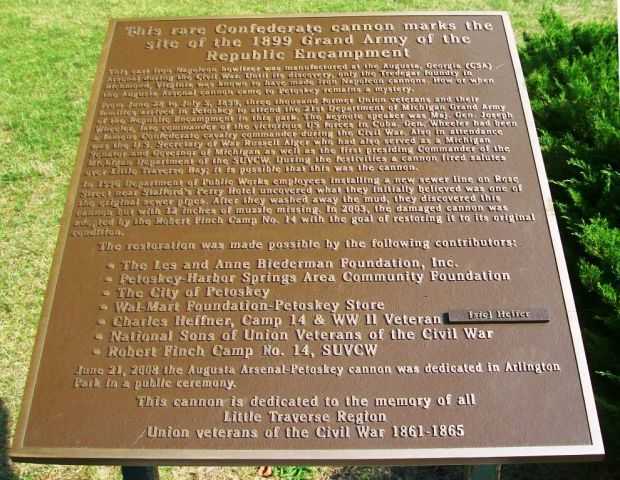 This rare Confederate cannon marks the
site of the 1899 Grand Army of the
Republic Encampment
This cast iron Napoleon howitzer was manufactured at the Augusta, Georgia (CSA)
Arsenal during the Civil War. Until its discovery, only the Tredegar foundry in
Richmond, Virginia was known to have made iron Napoleon cannons. How or when
the Augusta Arsenal cannon came to Petoskey remains a mystery.
From June 28 to July 2, 1899, three thousand former Union veterans and their
families arrived in Petoskey to attend the 21st Department of Michigan Grand Army
of the Republic Encampment in this park. The keynote speaker was Maj. Gen. Joseph
Wheeler, late commander of the victorious US forces in Cuba. Gen. Wheeler had been
a famous Confederate cavalry commander during the Civil War. Also in attendance
was the U.S. Secretary of War Russell Alger who had also served as a Michigan
Senator and Governor of Michigan as well as the first presiding Commander of the
Michigan Department of the SUVCW. During the festivities a cannon fired salutes
over Little Traverse Bay; it is possible that this was the cannon.
In Department of Public Works employees installing a new sewer line on Rose
Street near Stafford's Perry Hotel uncovered what they initially believed was one of
the original sewer pipes. After they washed away the mud, they discovered this
cannon but with 12 inches of muzzle missing. In 2003, the damaged cannon was
adopted by the Robert Finch Camp No. 14 with the goal of restoring it to its original
condition.
The restoration was made possible by the following contributors:
• The Les and Anne Biederman Foundation, Inc.
• Petoskey-Harbor Springs Area Community Foundation
• The City of Petoskey
• Wal-Mart Foundation-Petoskey Store
• Charles Heffner, Camp 14 & WW II Veteran [sic] Heifer
• National Sons of Union Veterans of the Civil War
• Robert Finch Camp No. 14, SUVCW
June 21, 2008 the Augusta Arsenal-Petoskey cannon was dedicated in Arlington
Park in a public ceremony.
This cannon is dedicated to the memory of all
Little Traverse Region
Union veterans of the Civil War 1861-1865